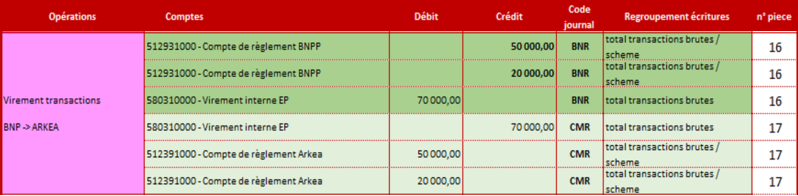 Opérations Comptes Débit Crédit Code journal Regroupement écritures n° piece
512931000 - Compte de règlement BNPP 50 000,00 BNR total transactions brutes / scheme 16
512931000 - Compte de règlement BNPP 20 000,00 BNR total transactions brutes / scheme 16
Virement transactions 580310000 - Virement interne EP 70 000,00 BNR total transactions brutes 16
BNP -> ARKEA 580310000 - Virement interne EP 70 000,00 CMR total transactions brutes 17
512391000 - Compte de règlement Arkea 50 000,00 CMR total transactions brutes / scheme 17
512391000 - Compte de règlement Arkea 20 000,00 CMR total transactions brutes / scheme 17